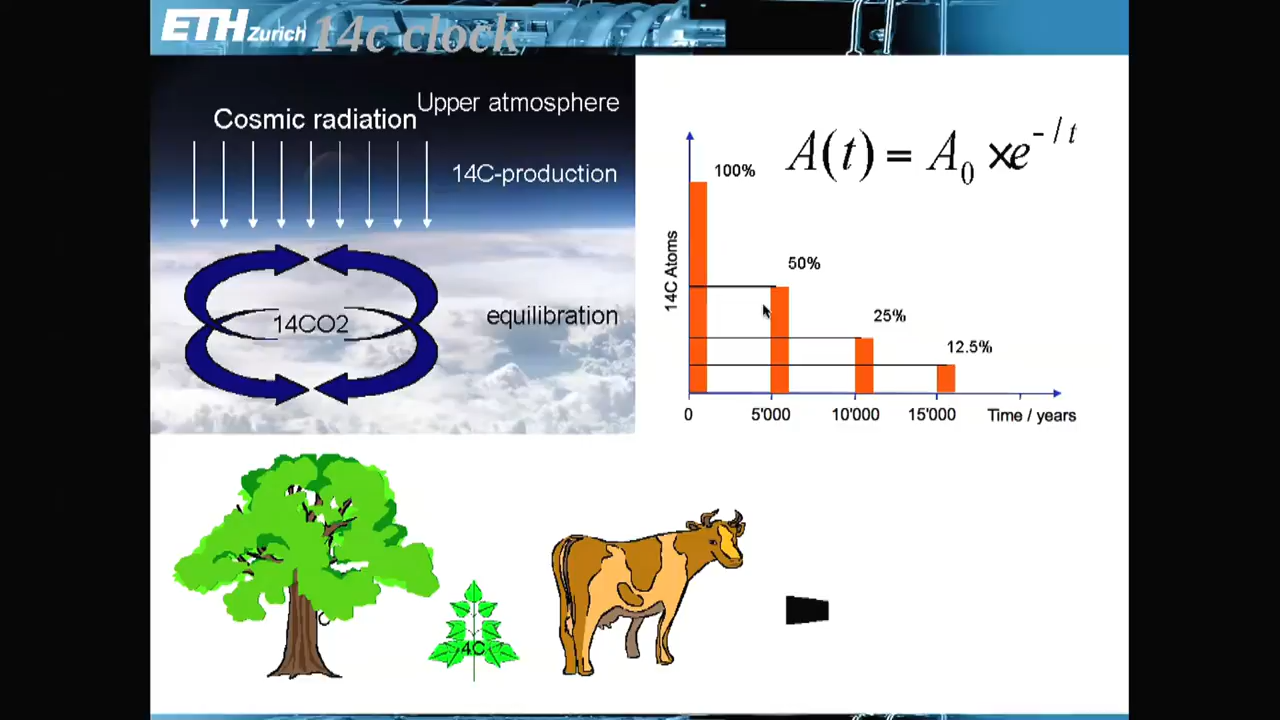 ETH Zurich 14c clock
Upper atmosphere
Cosmic radiation
14C-production
14CO2
equilibration
A(t) = A0 ×e^-/t
14C Atoms
100%
50%
25%
12.5%
0 5'000 10'000 15'000 Time / years
C
4C